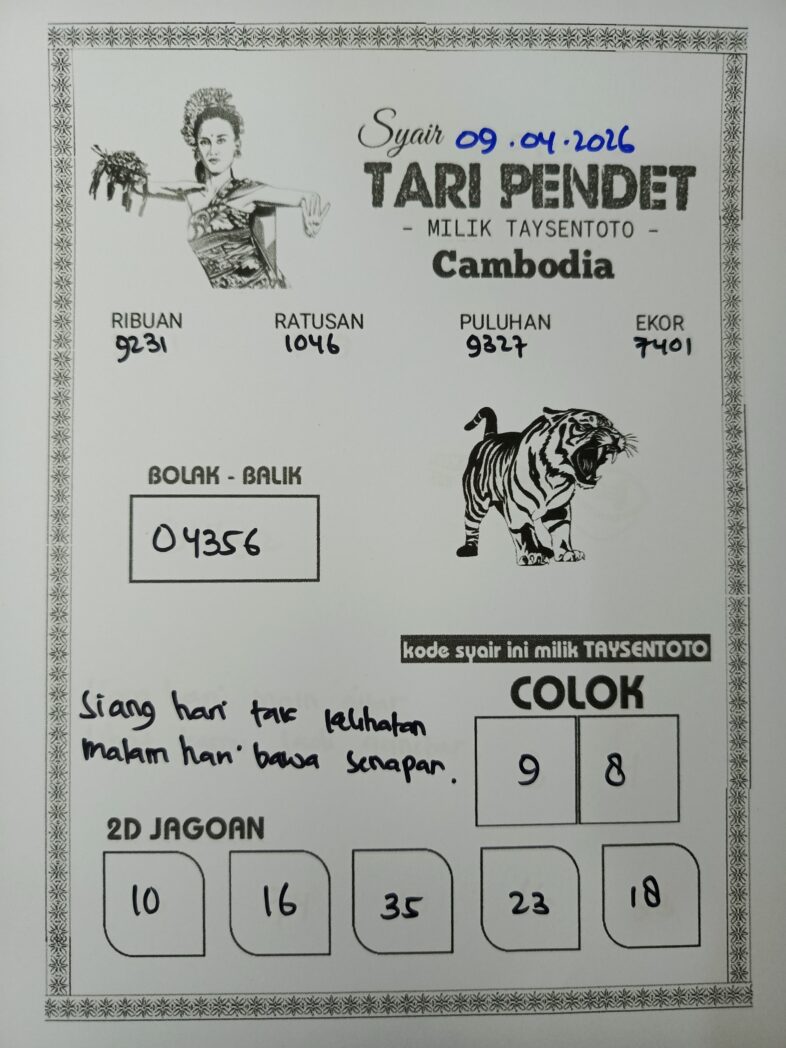 Syair 09.04.2026
TARI PENDET
- MILIK TAYSENTOTO -
Cambodia
RIBUAN RATUSAN PULUHAN EKOR
9231 1046 9327 7401
BOLAK - BALIK
04356
kode syair ini milik TAYSENTOTO
COLOK
9 8
Siang hari tak kelihatan
malam hari bawa senapan.
2D JAGOAN
10 16 35 23 18